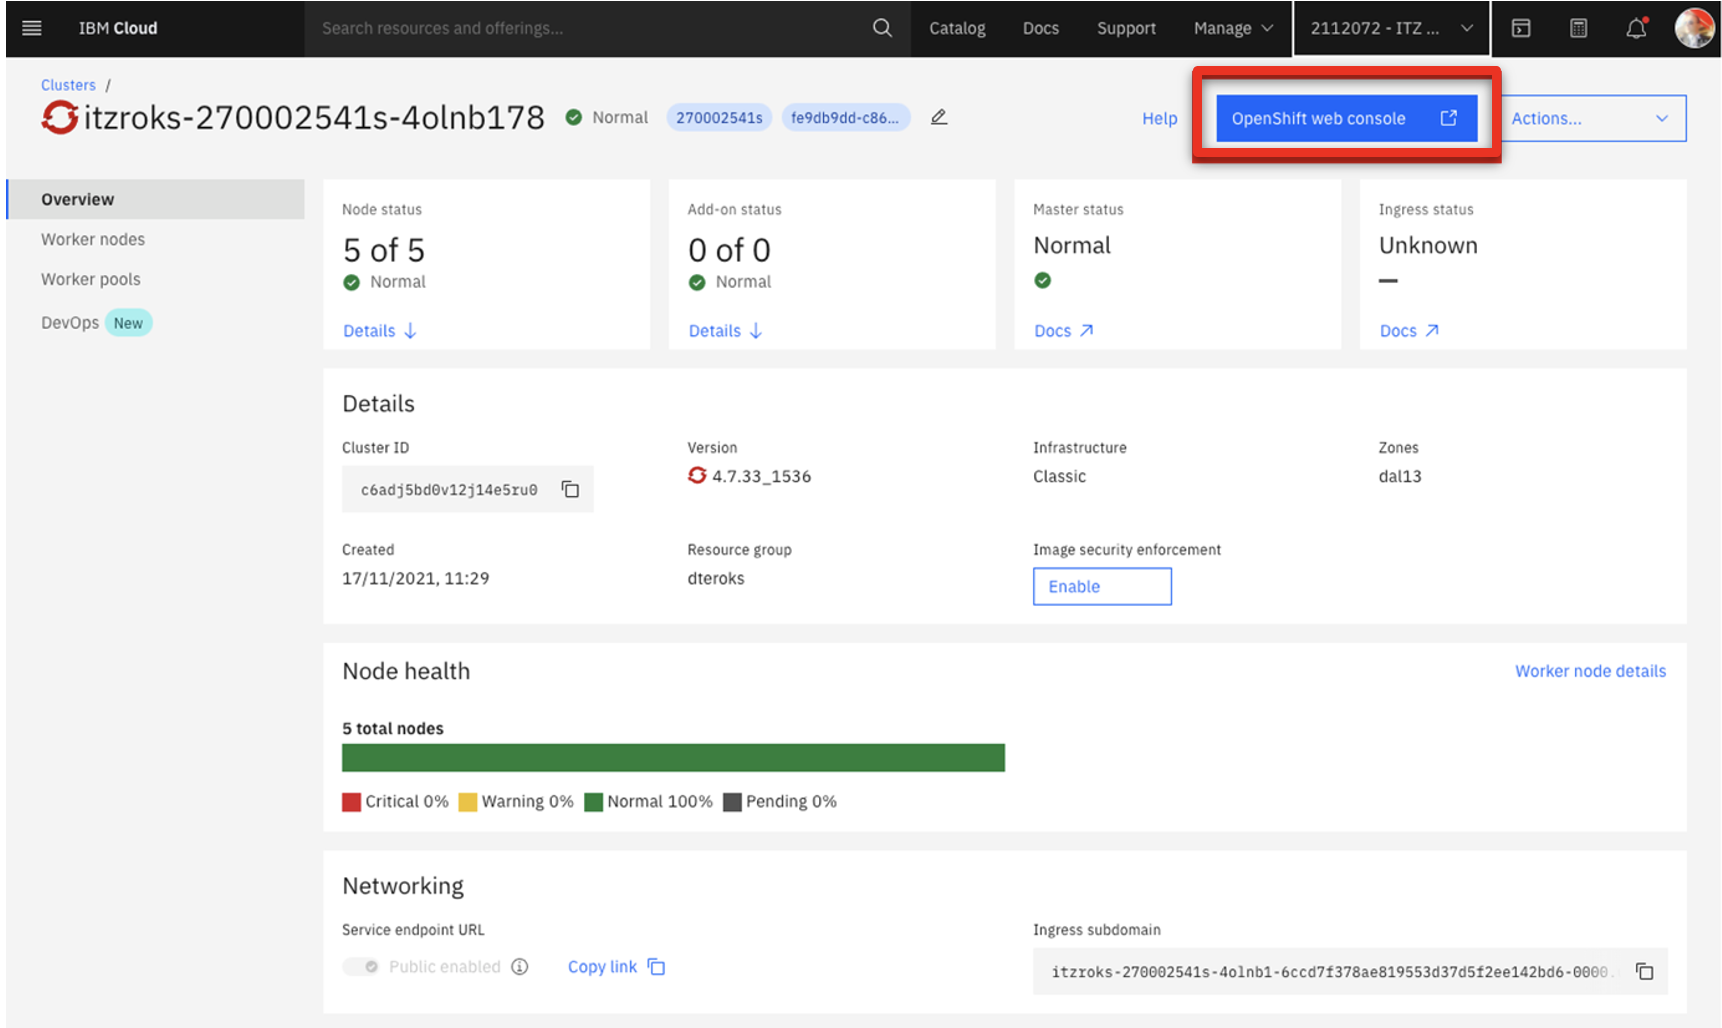 IBM Cloud
Search resources and offerings...
Catalog
Docs
Support
Manage
2112072 - ITZ ...
Clusters /
itzroks-270002541s-4olnb178
Normal
270002541s
fe9db9dd-c86...
Help
OpenShift web console
Actions...
Overview
Worker nodes
Worker pools
DevOps New
Node status
5 of 5
Normal
Details
Add-on status
0 of 0
Normal
Details
Master status
Normal
Docs
Ingress status
Unknown
Docs
Details
Cluster ID
c6adj5bd0v12j14e5ru0
Version
4.7.33_1536
Infrastructure
Classic
Zones
dal13
Created
17/11/2021, 11:29
Resource group
dteroks
Image security enforcement
Enable
Node health
Worker node details
5 total nodes
Critical 0% Warning 0% Normal 100% Pending 0%
Networking
Service endpoint URL
Public enabled
Copy link
Ingress subdomain
itzroks-270002541s-4olnb1-6ccd7f378ae819553d37d5f2ee142bd6-0000.